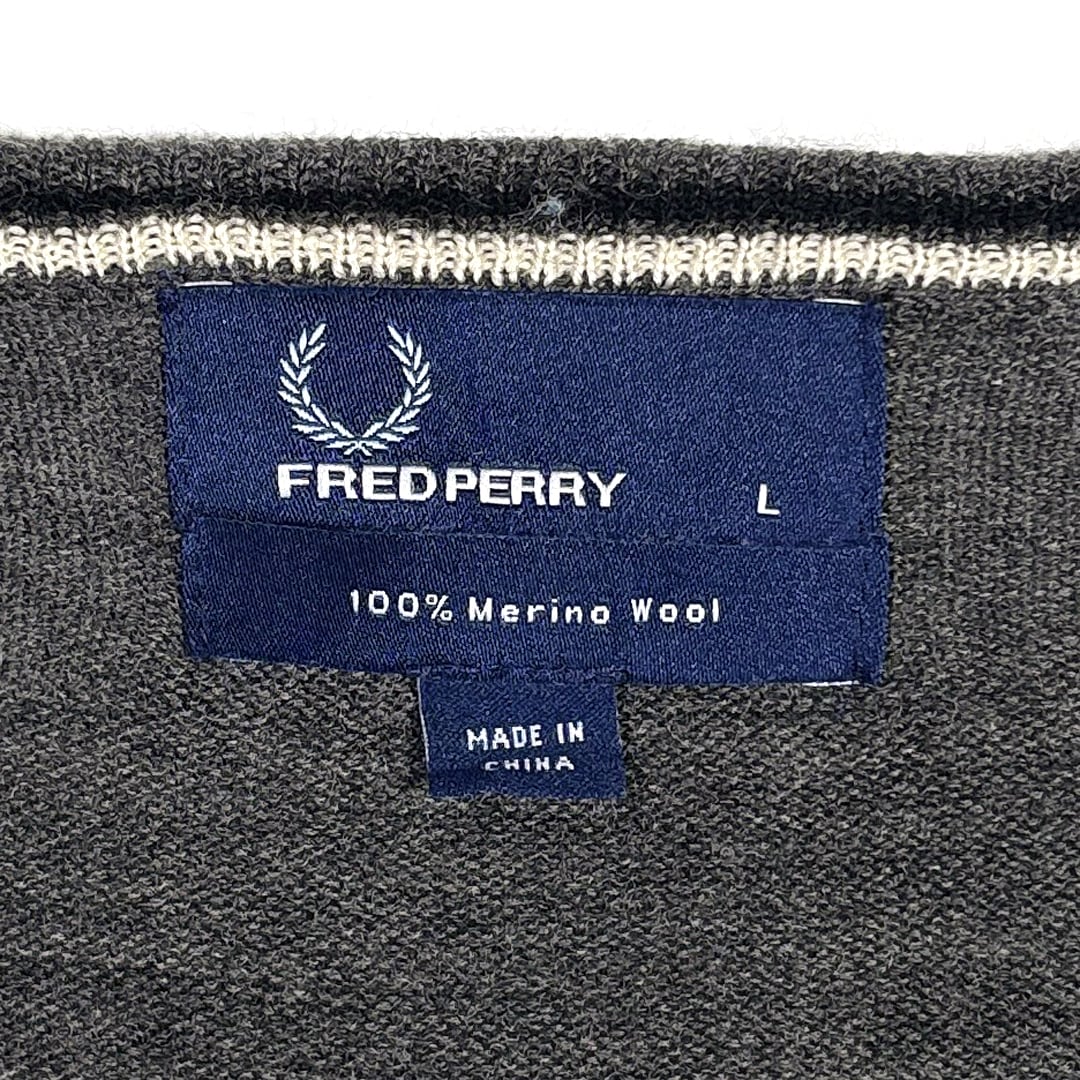 FRED PERRY
L
100% Merino Wool
MADE IN
CHINA